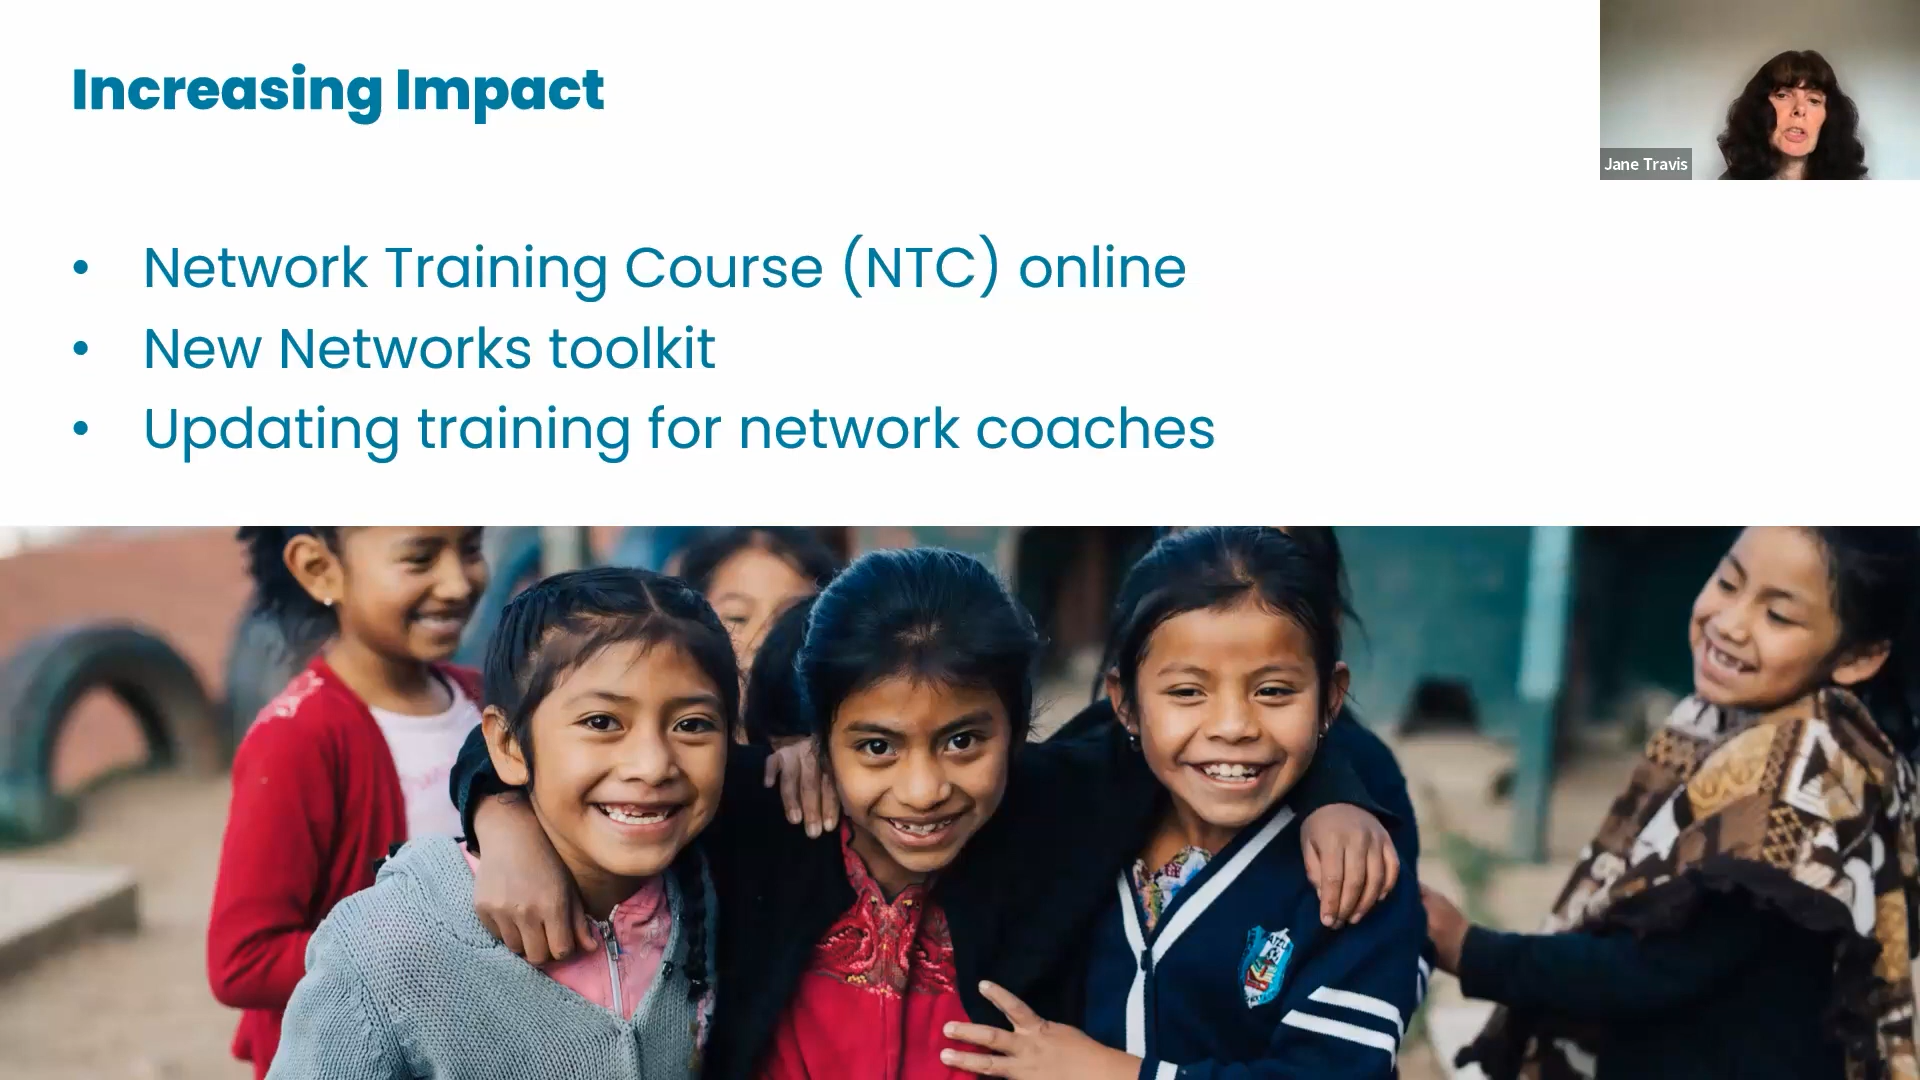 Increasing Impact
Jane Travis
• Network Training Course (NTC) online
• New Networks toolkit
• Updating training for network coaches